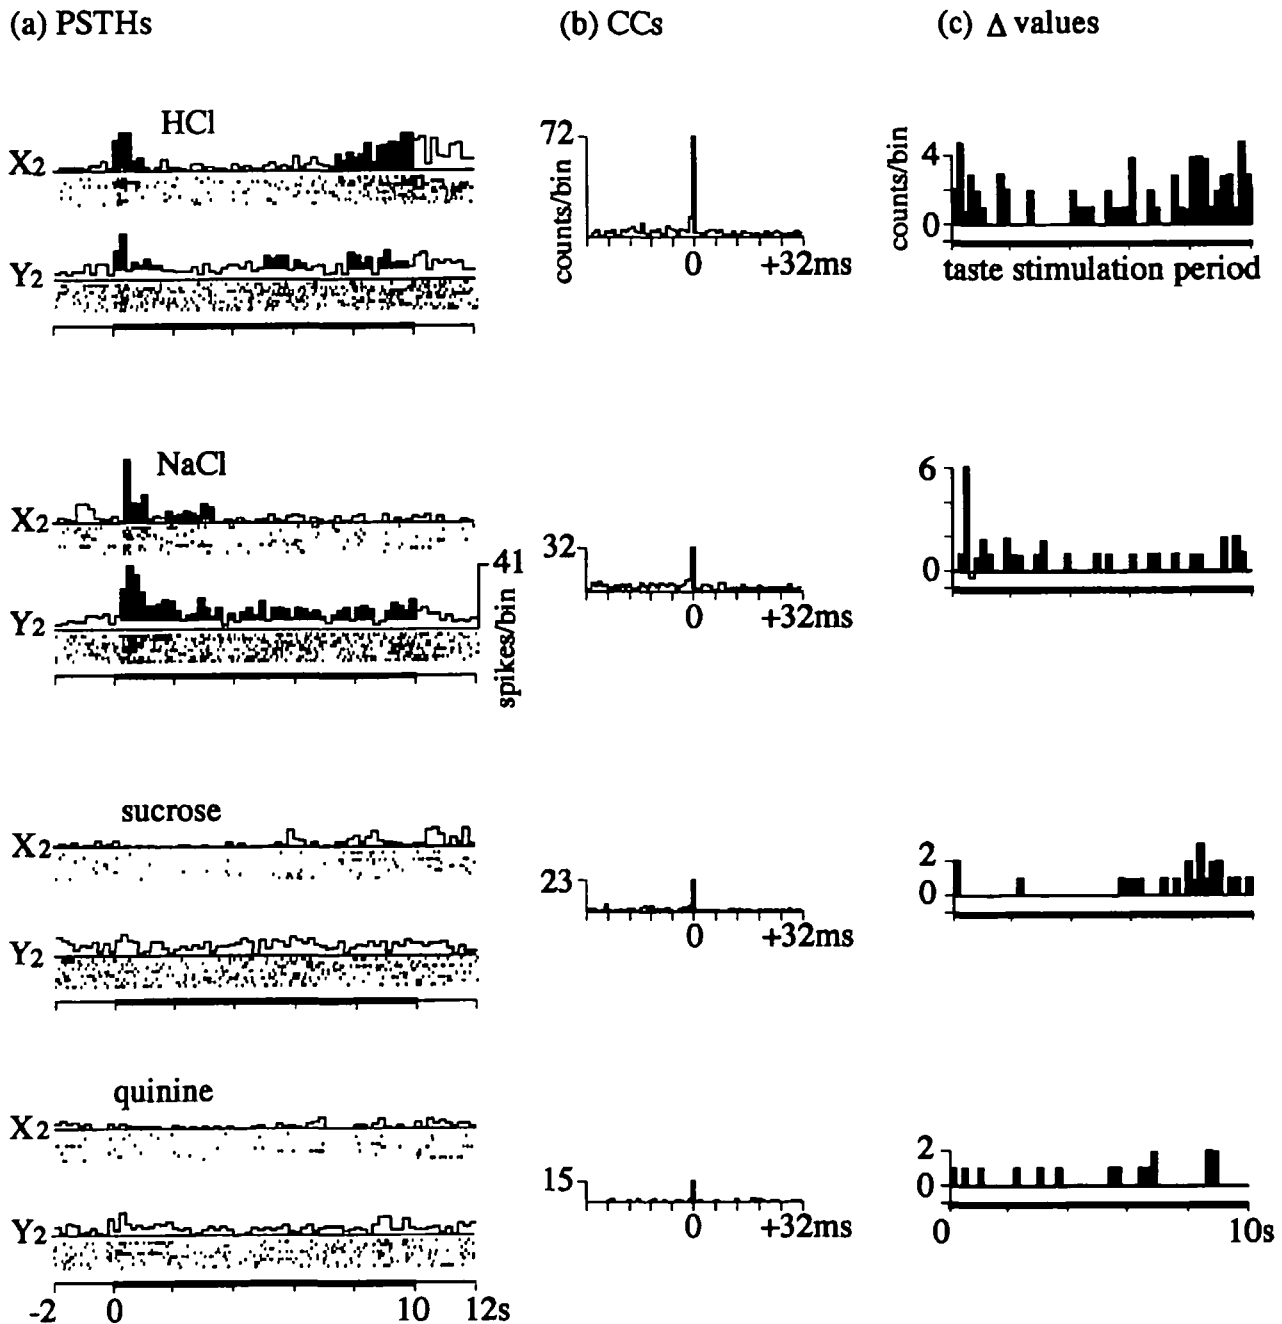 (a) PSTHs
(b) CCs
(c) Δ values
HCl
X2
Y2
72
counts/bin
0
+32ms
4
0
counts/bin
taste stimulation period
NaCl
X2
Y2
41
spikes/bin
32
0
+32ms
6
0
sucrose
X2
Y2
23
0
+32ms
2
0
quinine
X2
Y2
-2
0
10
12s
15
0
+32ms
2
0
0
10s